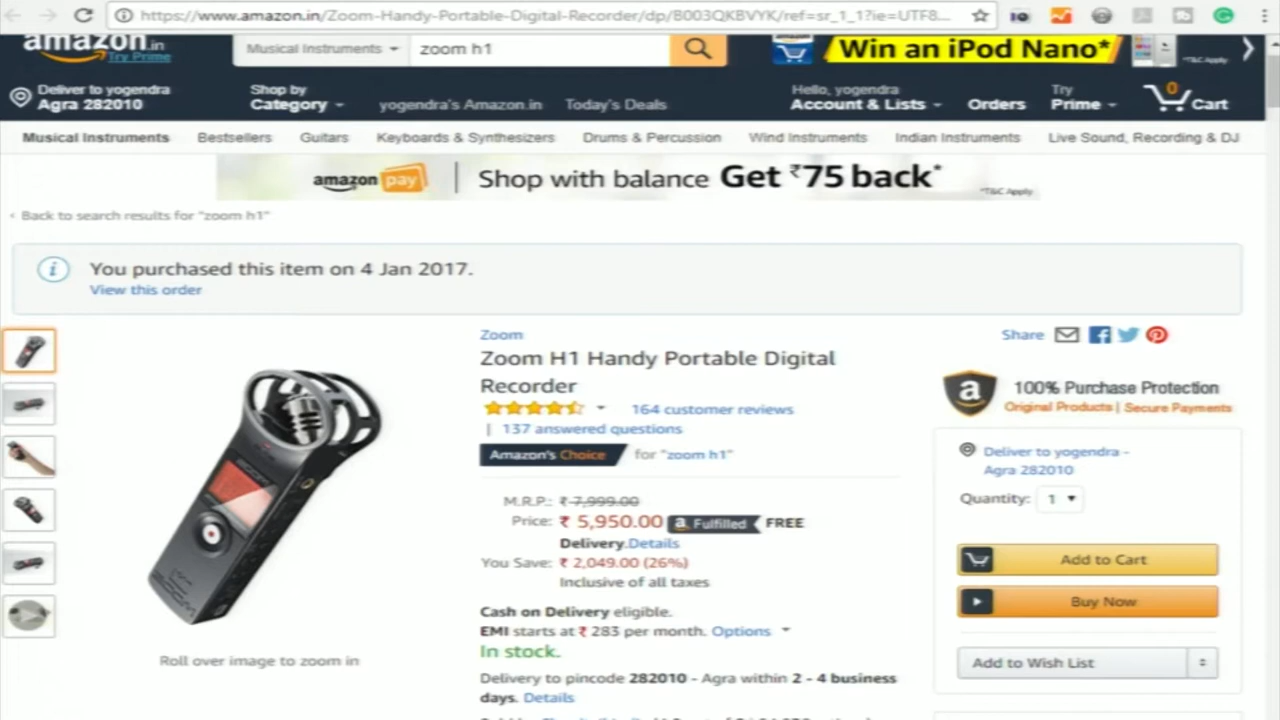 https://www.amazon.in/Zoom-Handy-Portable-Digital-Recorder/dp/B003QKBVYK/ref=sr_1_1?ie=UTF8...
amazon.in
Try Prime
Musical Instruments
zoom h1
Win an iPod Nano*
*T&C Apply
Deliver to yogendra
Agra 282010
Shop by
Category
yogendra's Amazon.in
Today's Deals
Hello, yogendra
Account & Lists
Orders
Try
Prime
0
Cart
Musical Instruments Bestsellers Guitars Keyboards & Synthesizers Drums & Percussion Wind Instruments Indian Instruments Live Sound, Recording & DJ
amazon pay Shop with balance Get ₹75 back*
*T&C Apply
‹ Back to search results for "zoom h1"
You purchased this item on 4 Jan 2017.
View this order
Zoom
Zoom H1 Handy Portable Digital
Recorder
164 customer reviews
| 137 answered questions
Amazon's Choice for "zoom h1"
M.R.P.: ₹ 7,999.00
Price: ₹ 5,950.00 a Fulfilled FREE
Delivery.Details
You Save: ₹ 2,049.00 (26%)
Inclusive of all taxes
Cash on Delivery eligible.
EMI starts at ₹ 283 per month. Options
In stock.
Delivery to pincode 282010 - Agra within 2 - 4 business
days. Details
Roll over image to zoom in
Share
a 100% Purchase Protection
Original Products | Secure Payments
Deliver to yogendra -
Agra 282010
Quantity: 1
Add to Cart
Buy Now
Add to Wish List